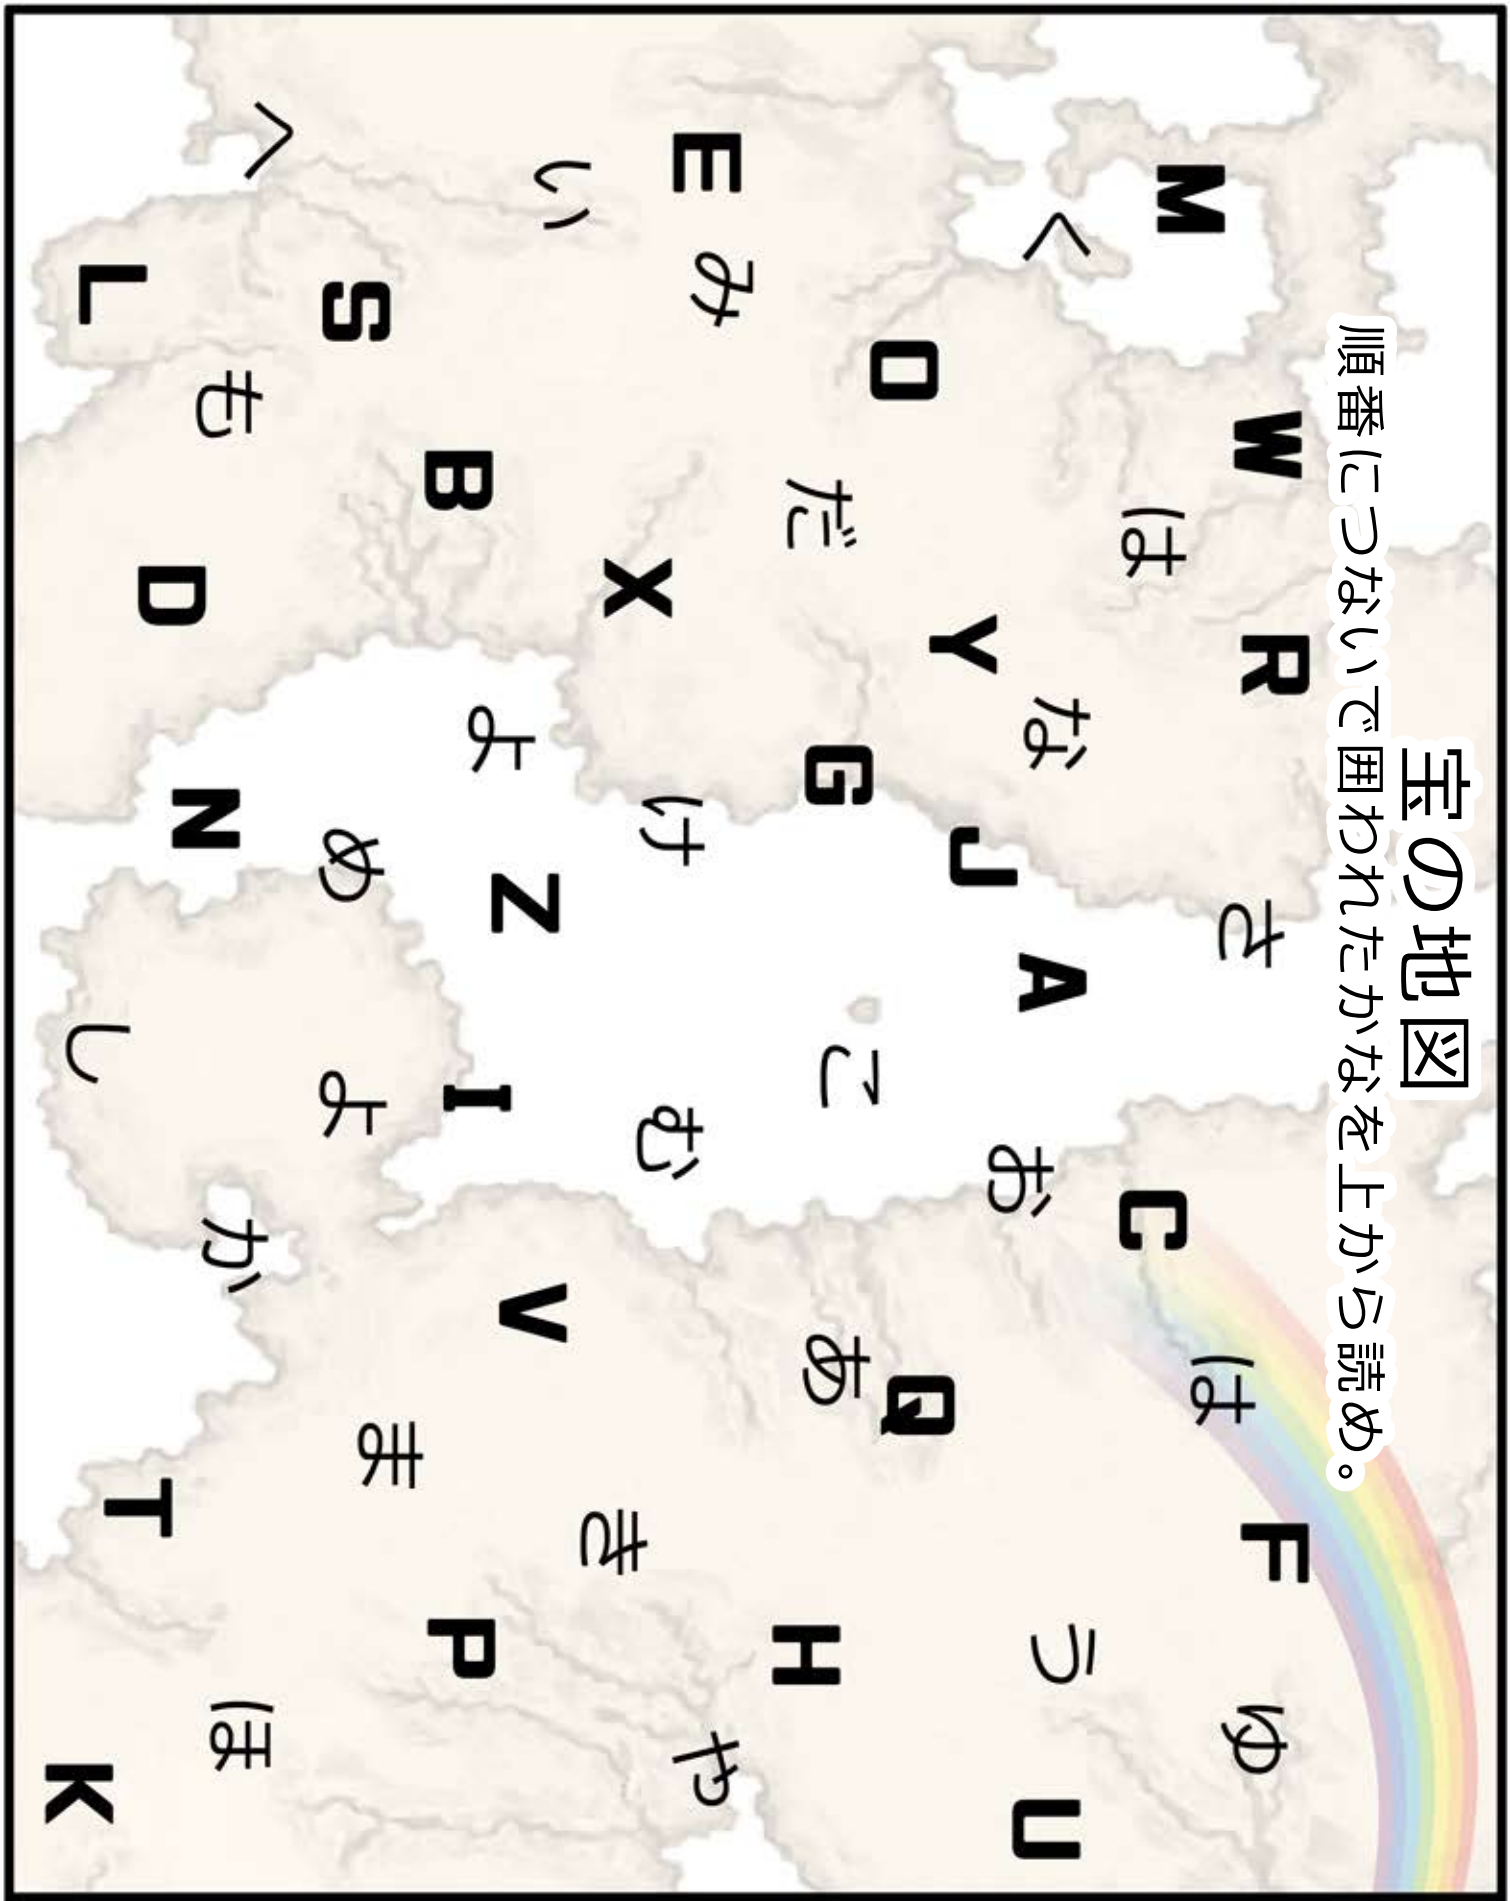 宝の地図
順番につないで囲われたかなを上から読め。
M W R さ は F ゆ
く は な A お C う U
O Y J Q
だ G こ あ H
E み X け む や
い Z V き
B よ I P
S め よ ま
へ も N か ほ
D T
L し K